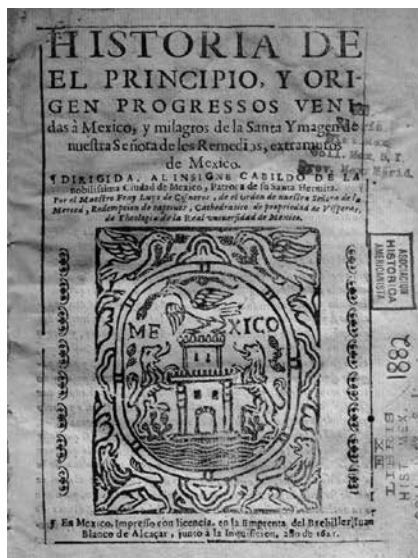 HISTORIA DE
EL PRINCIPIO, Y ORI-
GEN PROGRESSOS VENI-
das à Mexico, y milagros de la Santa Ymagen de
nuestra Señora de los Remedios, extramuros
de Mexico.
¶ DIRIGIDA, AL INSIGNE CABILDO DE LA
nobilissima Ciudad de Mexico, Patrona de su Santa Hermita.
Por el Maestro Fray Luys de Cisneros, de el orden de nuestra Señora de la
Merced, Redempcion de captivos, Cathedratico de propriedad de Visperas,
de Theologia de la Real universidad de Mexico.
MEXICO
¶ En Mexico. Impresso con licencia, en la Emprenta del Bachiller Iuan
Blanco de Alcaçar, junto à la Inquisicion, año de 1621.
ASOCIACION
HISTORICA
AMERICANISTA
1882
HIST. MEX.